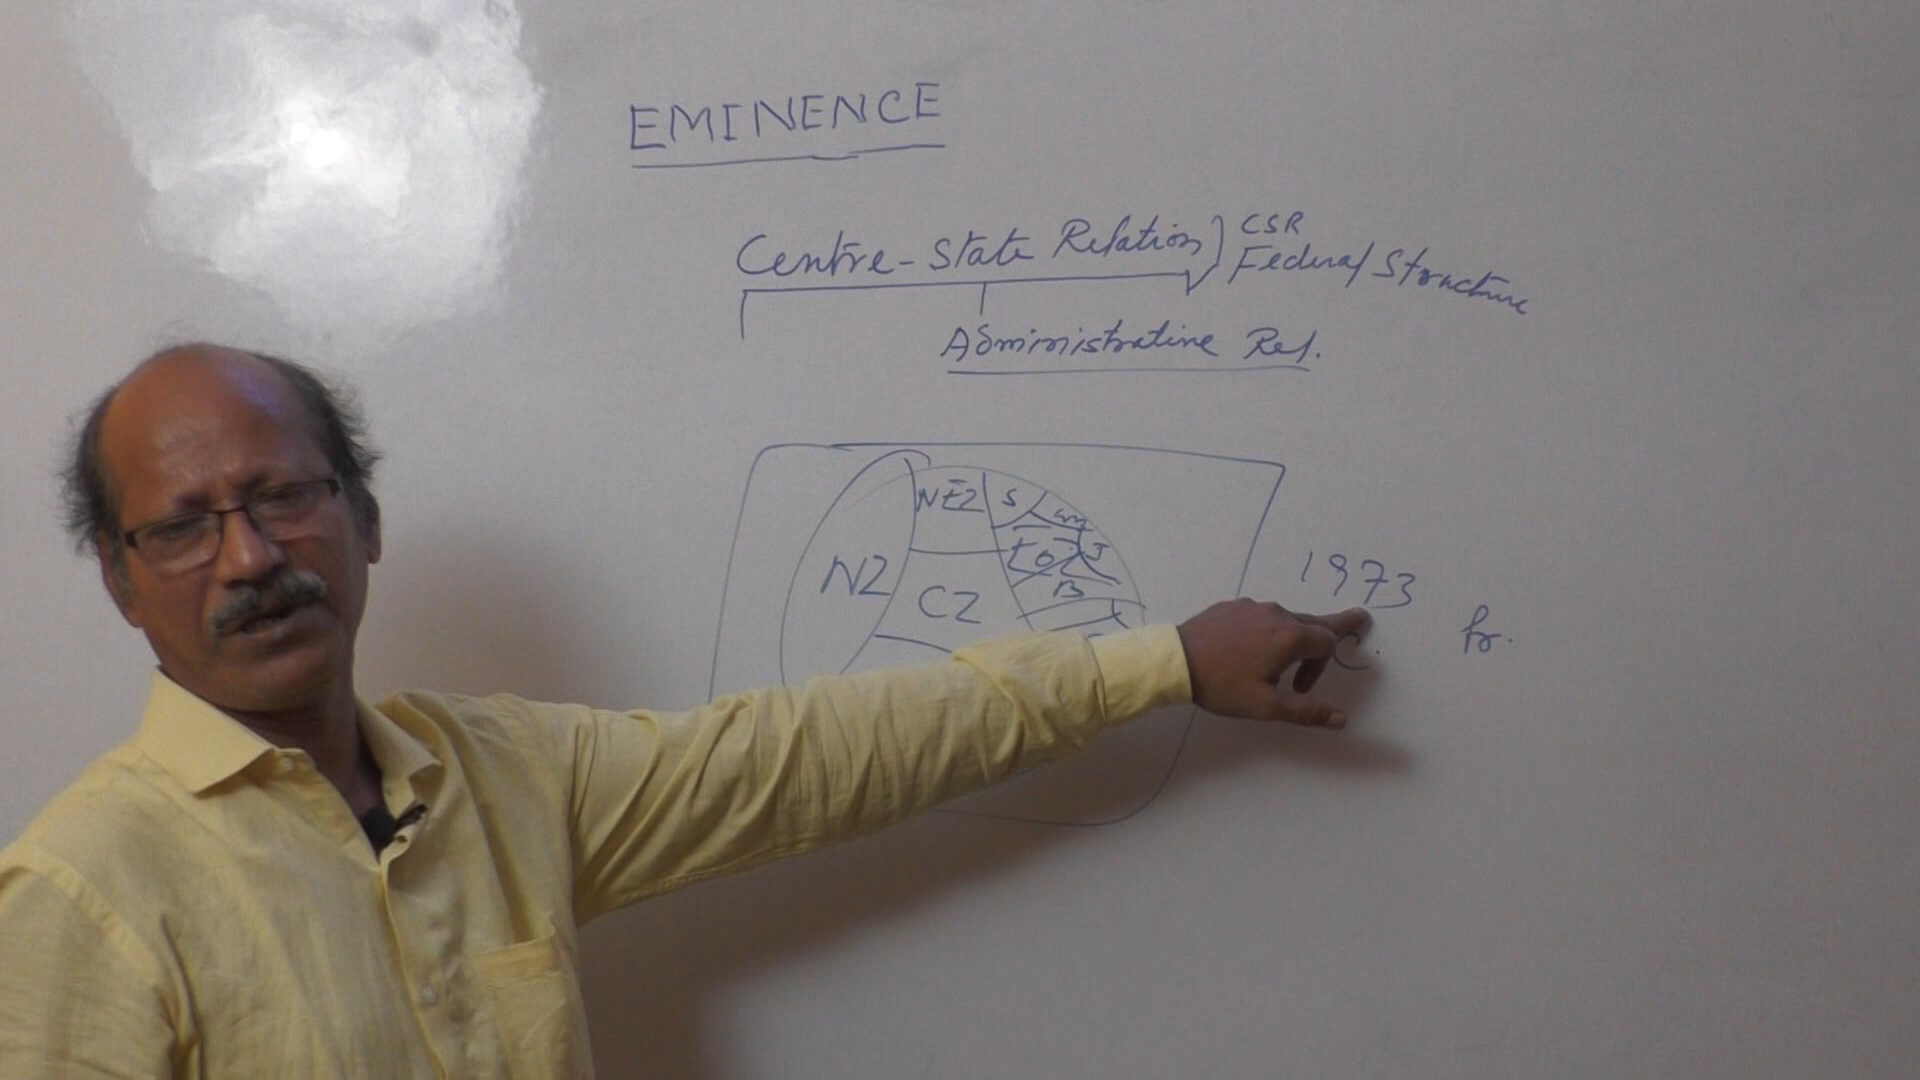 EMINENCE
Centre-State Relation) CSR
Federal Structure
Administrative Rel.
NEZ S
NZ
CZ
B
1973
C.